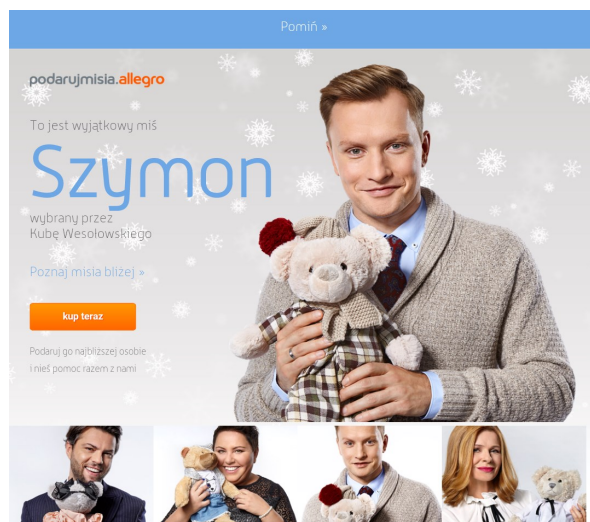 Pomiń »
podarujmisia.allegro
To jest wyjątkowy miś
Szymon
wybrany przez
Kubę Wesołowskiego
Poznaj misia bliżej »
kup teraz
Podaruj go najbliższej osobie
i nieś pomoc razem z nami